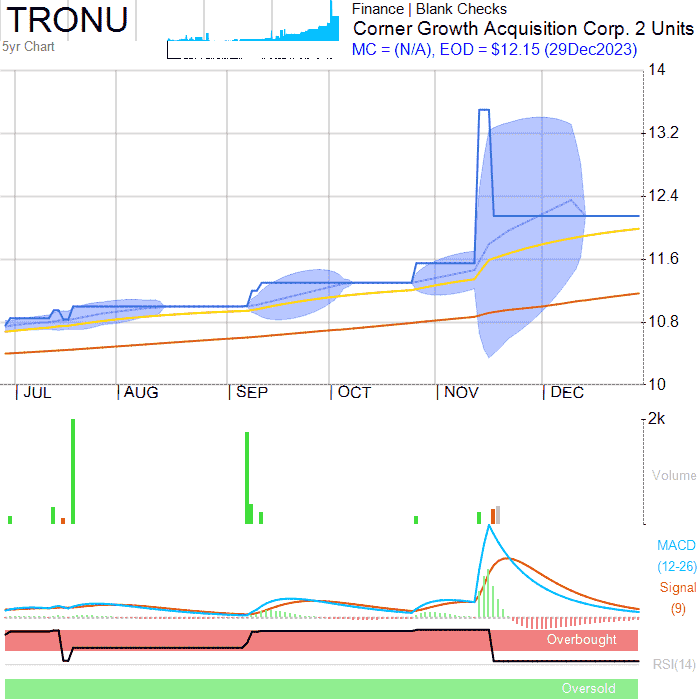 TRONU
5yr Chart
Finance | Blank Checks
Corner Growth Acquisition Corp. 2 Units
MC = (N/A), EOD = $12.15 (29Dec2023)
14
13.2
12.4
11.6
10.8
10
JUL AUG SEP OCT NOV DEC
2k
Volume
MACD
(12-26)
Signal
(9)
Overbought
RSI(14)
Oversold